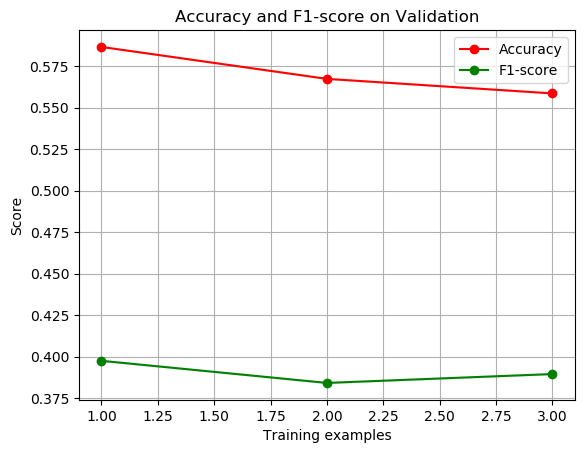 Accuracy and F1-score on Validation
Accuracy
F1-score
Score
0.575
0.550
0.525
0.500
0.475
0.450
0.425
0.400
0.375
1.00 1.25 1.50 1.75 2.00 2.25 2.50 2.75 3.00
Training examples